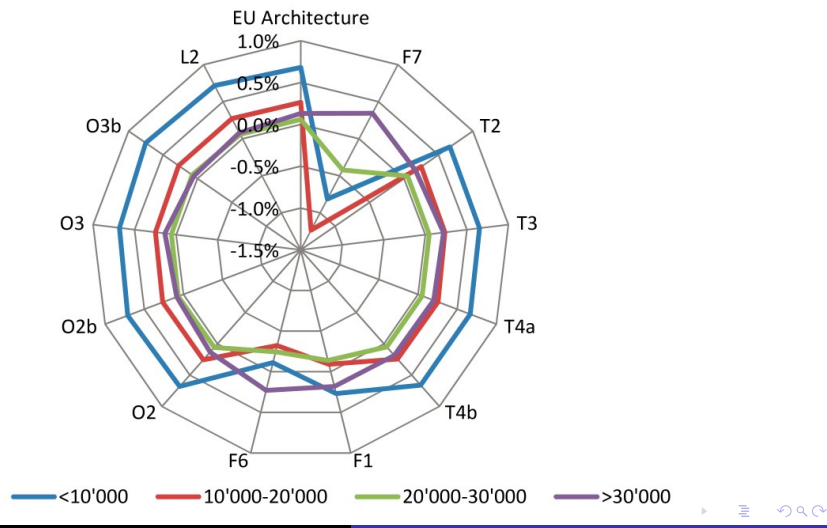 EU Architecture
1.0%
L2
F7
0.5%
O3b
0.0%
T2
-0.5%
-1.0%
O3
T3
-1.5%
O2b
T4a
O2
T4b
F6
F1
<10'000
10'000-20'000
20'000-30'000
>30'000